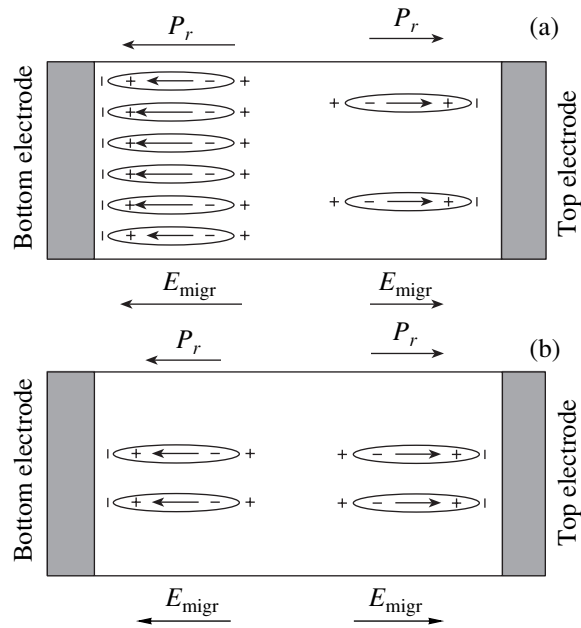 P_r P_r (a)
Bottom electrode
+ − +
+ − + + − +
+ − +
+ − +
+ − + + − +
+ − +
Top electrode
E_migr E_migr
P_r P_r (b)
Bottom electrode
+ − + + − +
+ − + + − +
Top electrode
E_migr E_migr